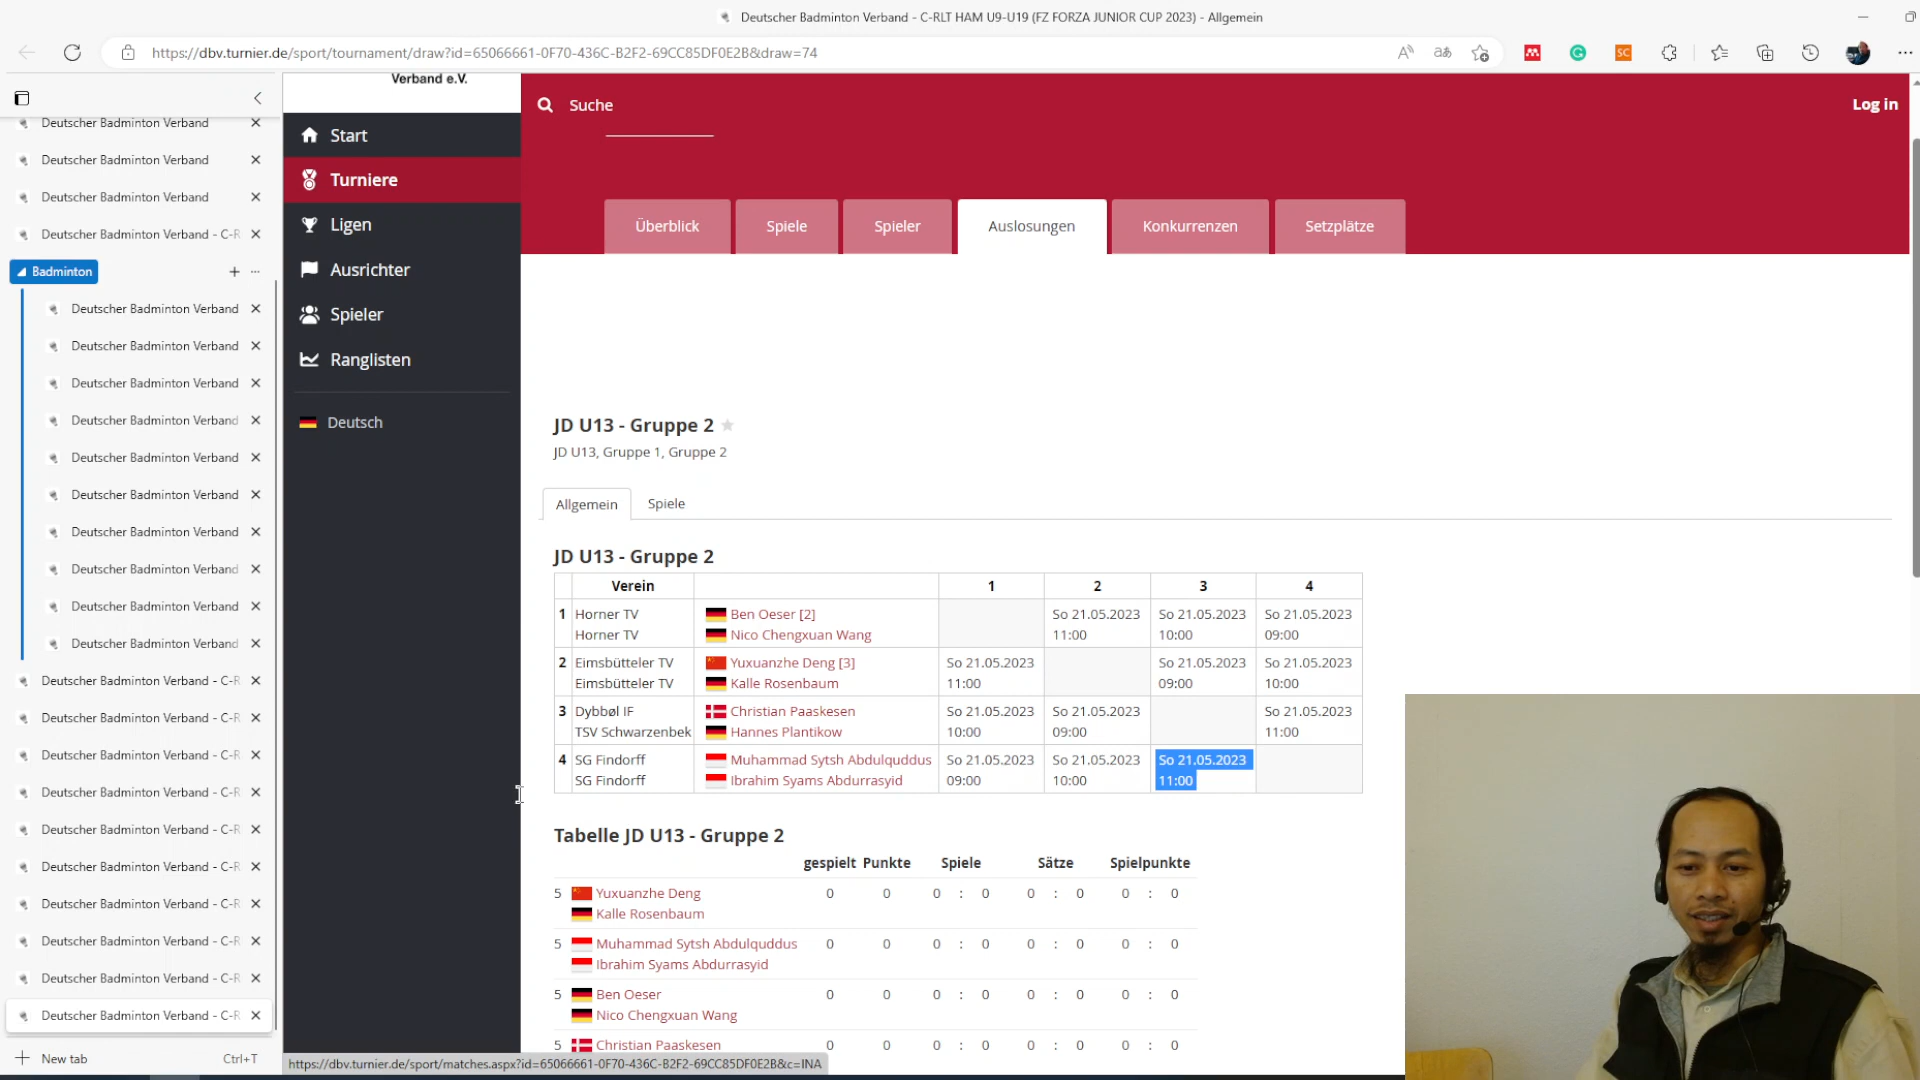 Deutscher Badminton Verband - C-RLT HAM U9-U19 (FZ FORZA JUNIOR CUP 2023) - Allgemein
https://dbv.turnier.de/sport/tournament/draw?id=65066661-0F70-436C-B2F2-69CC85DF0E2B&draw=74
Deutscher Badminton Verband
Deutscher Badminton Verband
Deutscher Badminton Verband
Deutscher Badminton Verband - C-R
Badminton
Deutscher Badminton Verband
Deutscher Badminton Verband
Deutscher Badminton Verband
Deutscher Badminton Verband
Deutscher Badminton Verband
Deutscher Badminton Verband
Deutscher Badminton Verband
Deutscher Badminton Verband
Deutscher Badminton Verband
Deutscher Badminton Verband
Deutscher Badminton Verband - C-R
Deutscher Badminton Verband - C-R
Deutscher Badminton Verband - C-R
Deutscher Badminton Verband - C-R
Deutscher Badminton Verband - C-R
Deutscher Badminton Verband - C-R
Deutscher Badminton Verband - C-R
Deutscher Badminton Verband - C-R
Deutscher Badminton Verband - C-R
Deutscher Badminton Verband - C-R
New tab Ctrl+T
Verband e.V.
Start
Turniere
Ligen
Ausrichter
Spieler
Ranglisten
Deutsch
Suche
Log in
Überblick Spiele Spieler Auslosungen Konkurrenzen Setzplätze
JD U13 - Gruppe 2
JD U13, Gruppe 1, Gruppe 2
Allgemein Spiele
JD U13 - Gruppe 2
Verein 1 2 3 4
1 Horner TV Ben Oeser [2] So 21.05.2023 So 21.05.2023 So 21.05.2023
Horner TV Nico Chengxuan Wang 11:00 10:00 09:00
2 Eimsbütteler TV Yuxuanzhe Deng [3] So 21.05.2023 So 21.05.2023 So 21.05.2023
Eimsbütteler TV Kalle Rosenbaum 11:00 09:00 10:00
3 Dybbøl IF Christian Paaskesen So 21.05.2023 So 21.05.2023 So 21.05.2023
TSV Schwarzenbek Hannes Plantikow 10:00 09:00 11:00
4 SG Findorff Muhammad Sytsh Abdulquddus So 21.05.2023 So 21.05.2023 So 21.05.2023
SG Findorff Ibrahim Syams Abdurrasyid 09:00 10:00 11:00
Tabelle JD U13 - Gruppe 2
gespielt Punkte Spiele Sätze Spielpunkte
5 Yuxuanzhe Deng 0 0 0 : 0 0 : 0 0 : 0
Kalle Rosenbaum
5 Muhammad Sytsh Abdulquddus 0 0 0 : 0 0 : 0 0 : 0
Ibrahim Syams Abdurrasyid
5 Ben Oeser 0 0 0 : 0 0 : 0 0 : 0
Nico Chengxuan Wang
5 Christian Paaskesen 0 0 0 : 0 0 : 0 0 : 0
https://dbv.turnier.de/sport/matches.aspx?id=65066661-0F70-436C-B2F2-69CC85DF0E2B&c=INA